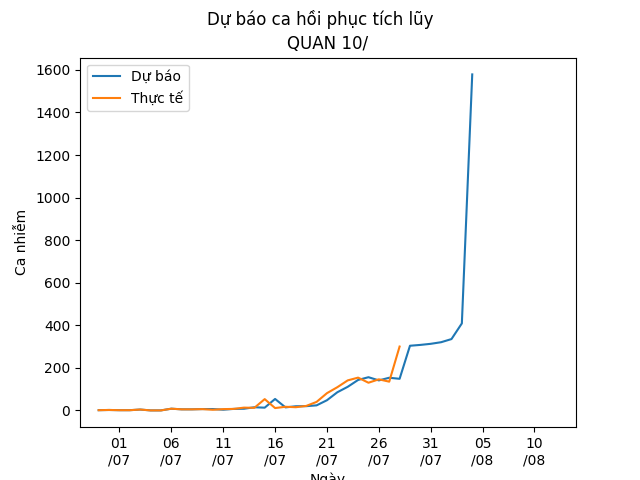 Dự báo ca hồi phục tích lũy
QUAN 10/
Dự báo
Thực tế
Ca nhiễm
1600
1400
1200
1000
800
600
400
200
0
01 06 11 16 21 26 31 05 10
/07 /07 /07 /07 /07 /07 /07 /08 /08
Ngày